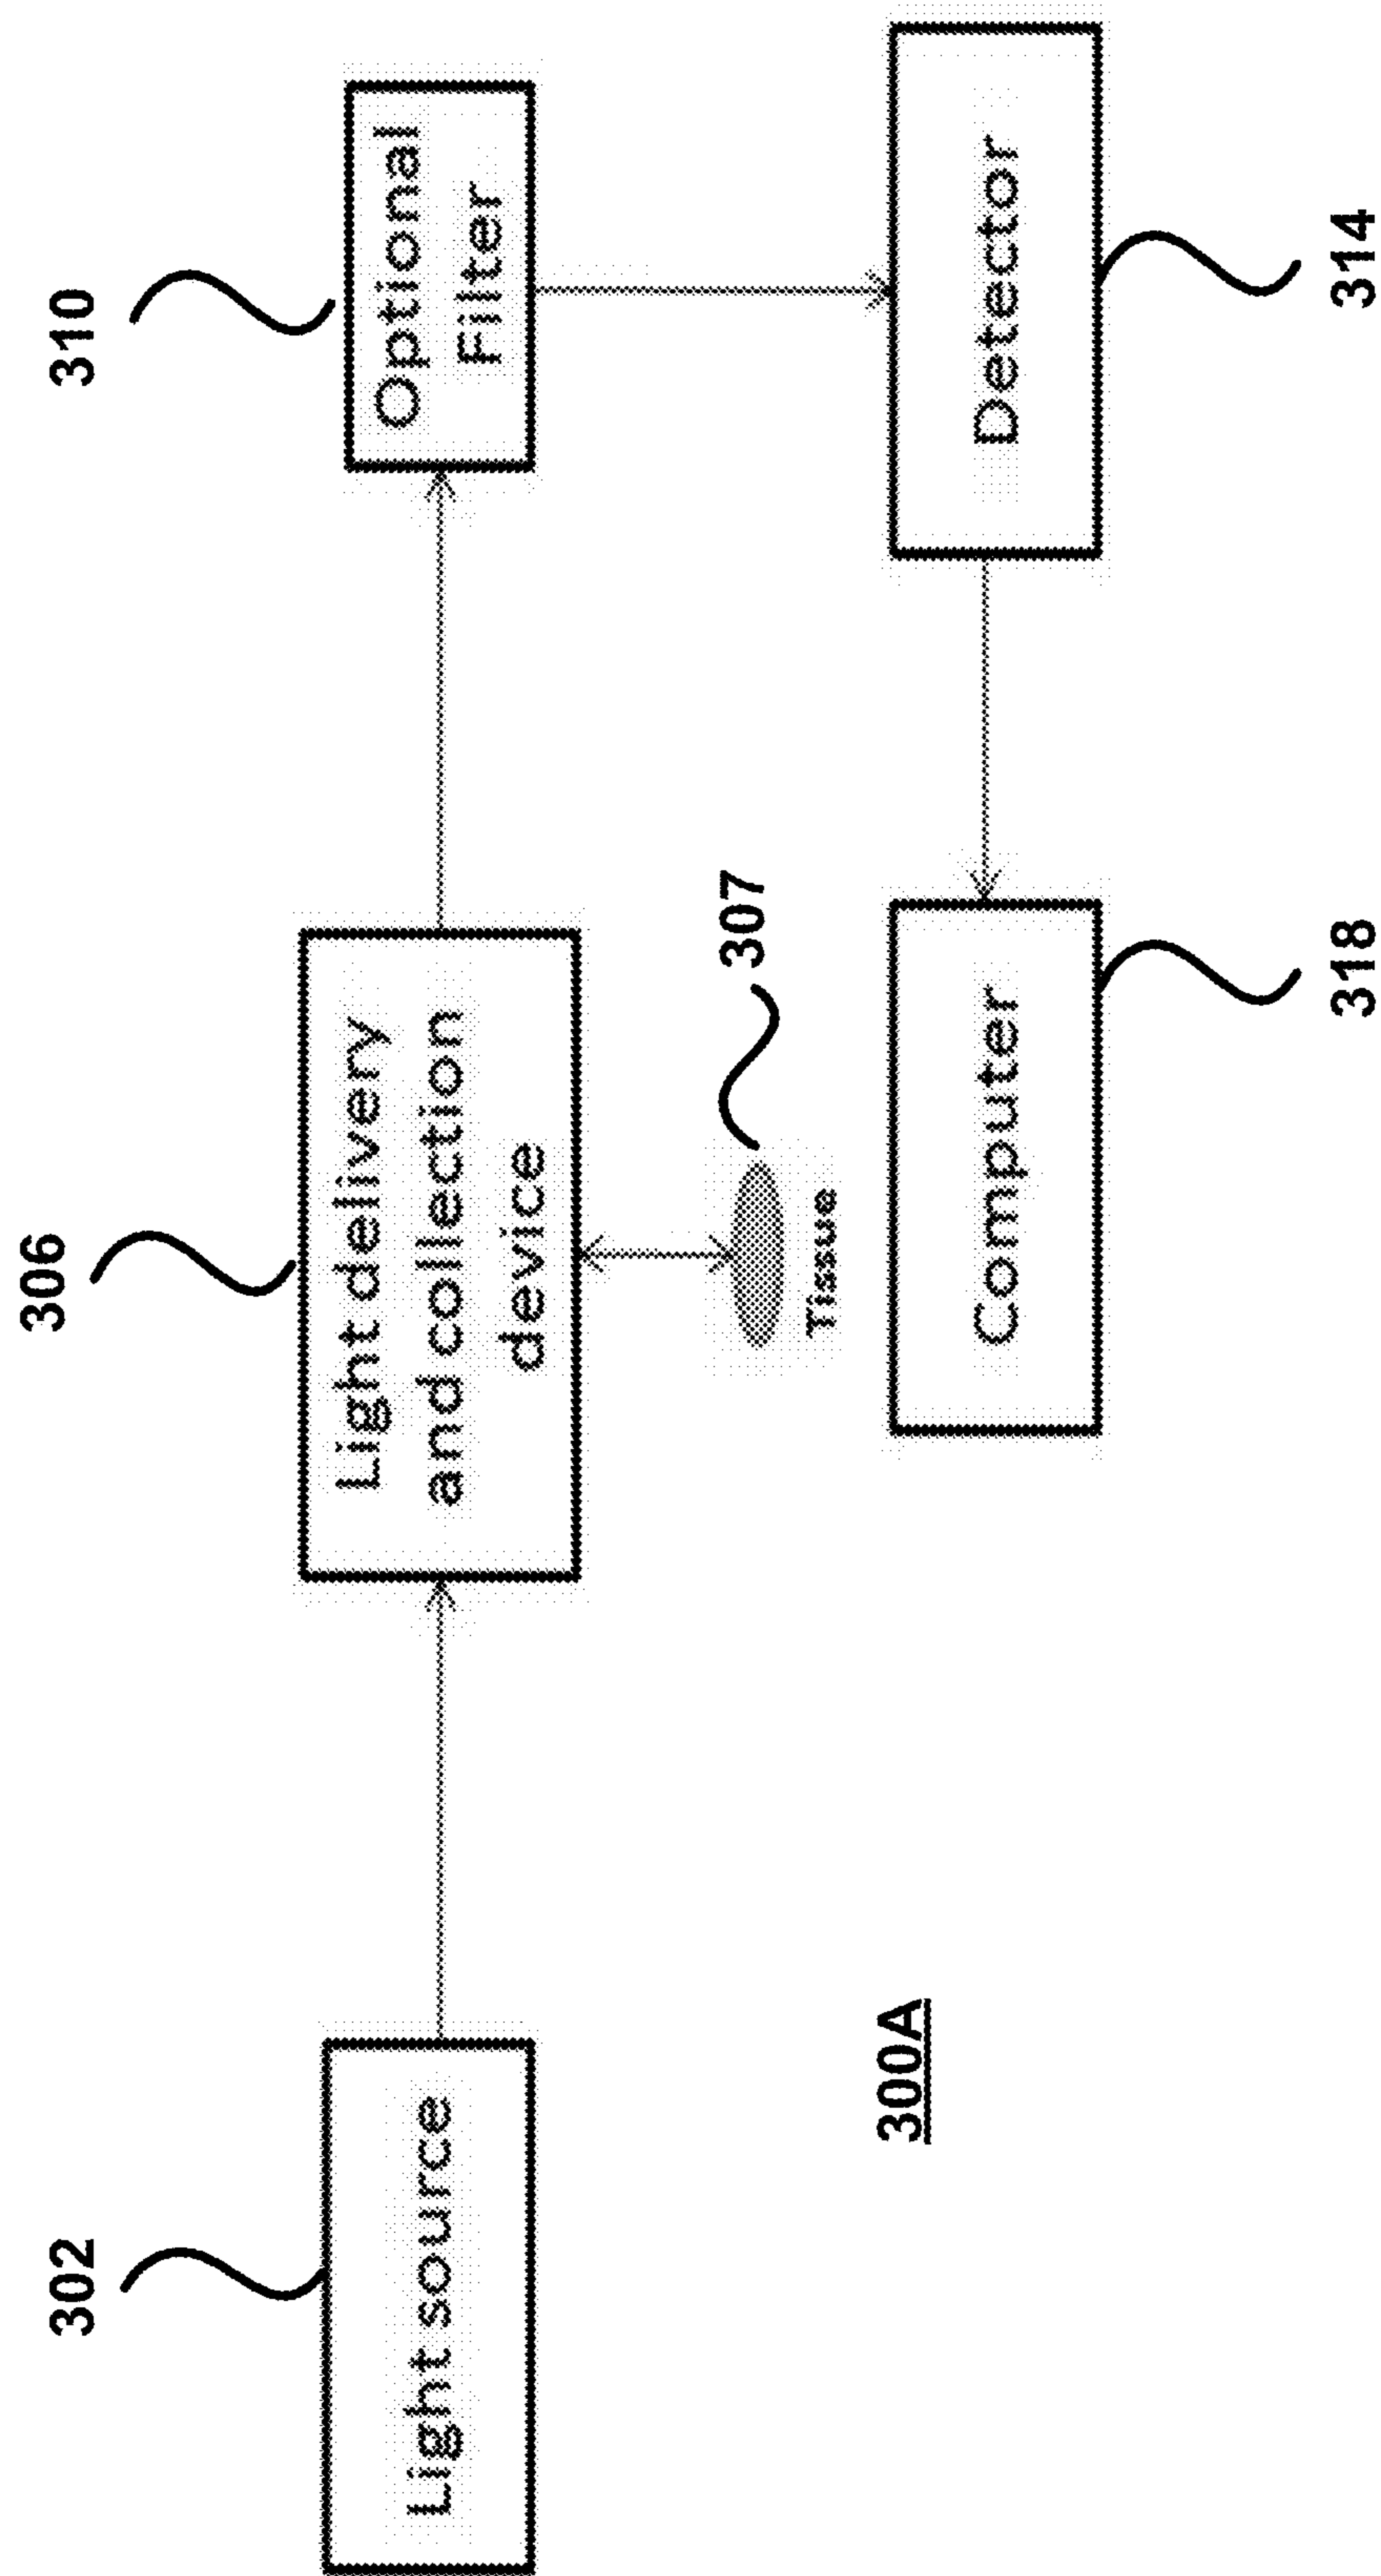 302
306
310
Light source
Light delivery
and collection
device
Optional
Filter
307
Tissue
300A
Computer
Detector
318
314